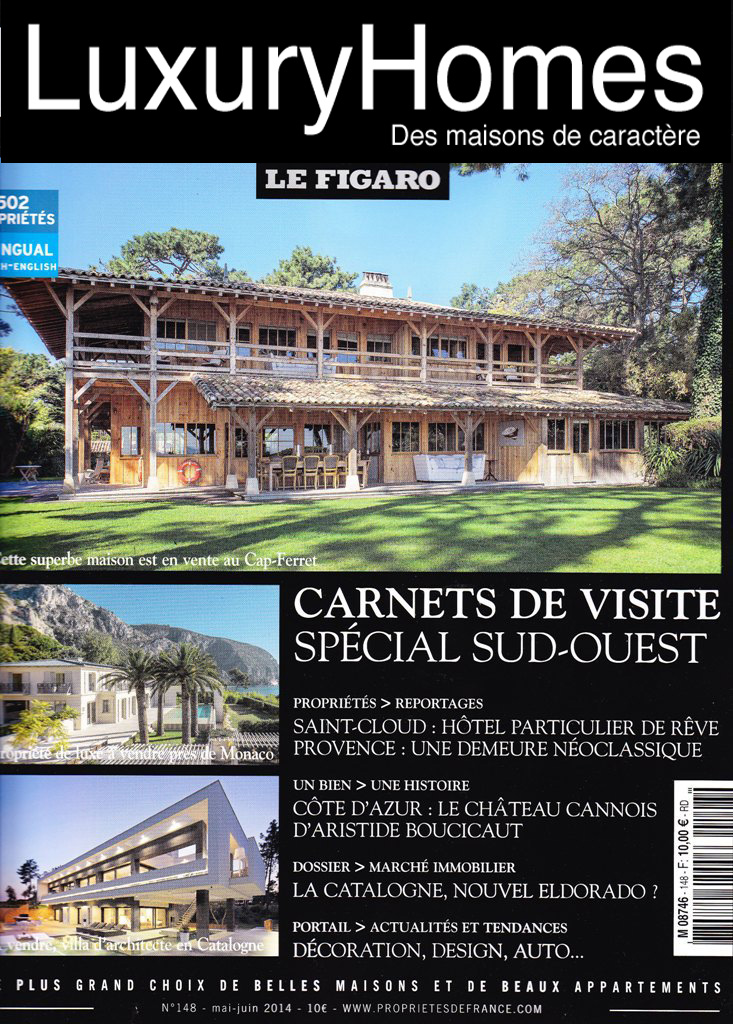 LuxuryHomes
Des maisons de caractère
LE FIGARO
502
PRIÉTÉS
NGUAL
H-ENGLISH
ette superbe maison est en vente au Cap-Ferret
CARNETS DE VISITE
SPÉCIAL SUD-OUEST
PROPRIÉTÉS > REPORTAGES
SAINT-CLOUD : HÔTEL PARTICULIER DE RÊVE
PROVENCE : UNE DEMEURE NÉOCLASSIQUE
ropriété de luxe à vendre près de Monaco
UN BIEN > UNE HISTOIRE
CÔTE D'AZUR : LE CHÂTEAU CANNOIS
D'ARISTIDE BOUCICAUT
DOSSIER > MARCHÉ IMMOBILIER
LA CATALOGNE, NOUVEL ELDORADO ?
PORTAIL > ACTUALITÉS ET TENDANCES
DÉCORATION, DESIGN, AUTO...
vendre, villa d'architecte en Catalogne
M 08746 - 148 - F: 10,00 € - RD
PLUS GRAND CHOIX DE BELLES MAISONS ET DE BEAUX APPARTEMENTS
N°148 - mai-juin 2014 - 10€ - WWW.PROPRIETESDEFRANCE.COM